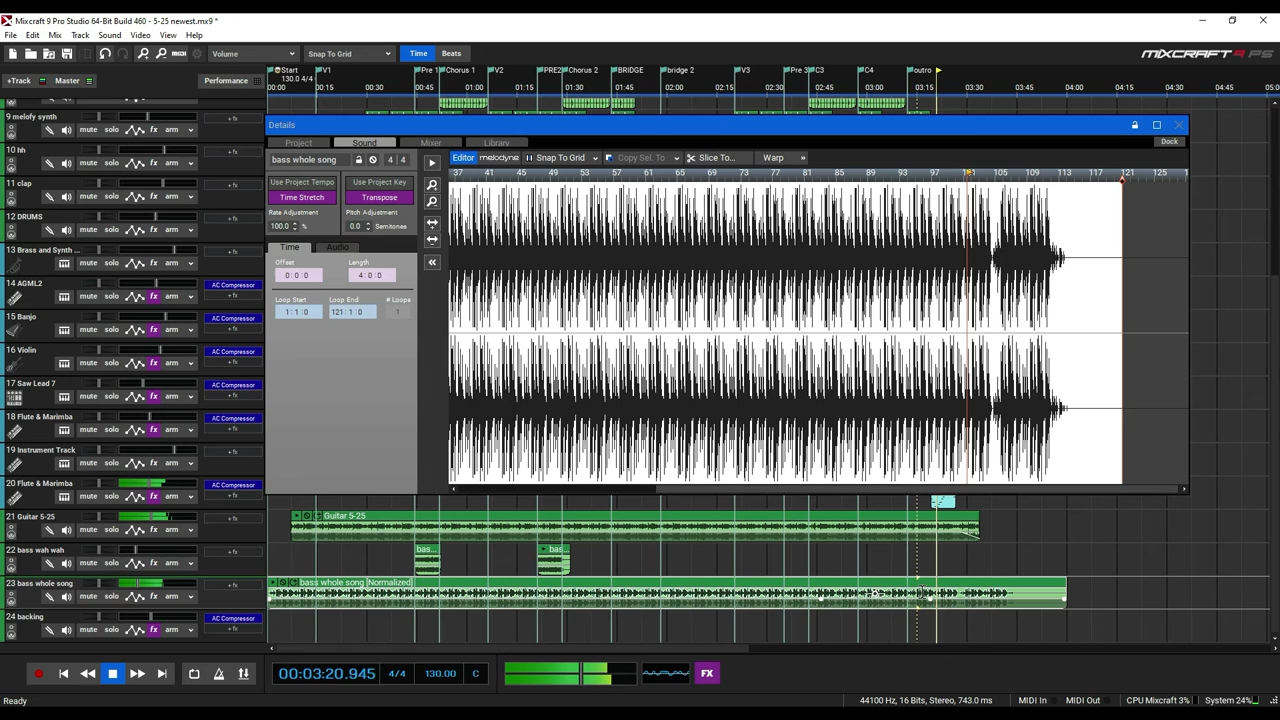 Mixcraft 9 Pro Studio 64-Bit Build 460 - 5-25 newest.mx9 *
File Edit Mix Track Sound Video View Help
MIDI Volume Snap To Grid Time Beats MIXCRAFT 9 PS
+Track Master Performance
Start V1 Pre 1 Chorus 1 V2 PRE2 Chorus 2 BRIDGE bridge 2 V3 Pre 3 C3 C4 outro
130.0 4/4
00:00 00:15 00:30 00:45 01:00 01:15 01:30 01:45 02:00 02:15 02:30 02:45 03:00 03:15 03:30 03:45 04:00 04:15 04:30 04:45 05:0
9 melofy synth
mute solo fx arm
+ fx
10 hh
mute solo fx arm
+ fx
11 clap
mute solo fx arm
+ fx
12 DRUMS
mute solo fx arm
+ fx
13 Brass and Synth ...
mute solo fx arm
+ fx
14 AGML2
mute solo fx arm
AC Compressor
+ fx
15 Banjo
mute solo fx arm
AC Compressor
+ fx
16 Violin
mute solo fx arm
AC Compressor
+ fx
17 Saw Lead 7
mute solo fx arm
AC Compressor
+ fx
18 Flute & Marimba
mute solo fx arm
AC Compressor
+ fx
19 Instrument Track
mute solo fx arm
+ fx
20 Flute & Marimba
mute solo fx arm
AC Compressor
+ fx
21 Guitar 5-25
mute solo fx arm
+ fx
22 bass wah wah
mute solo fx arm
+ fx
23 bass whole song
mute solo fx arm
+ fx
24 backing
mute solo fx arm
+ fx
Details
Project Sound Mixer Library
Dock
bass whole song 4 4
Use Project Tempo Use Project Key
Time Stretch Transpose
Rate Adjustment Pitch Adjustment
100.0 % 0.0 Semitones
Time Audio
Offset Length
0: 0: 0 4: 0: 0
Loop Start Loop End # Loops
1: 1: 0 121: 1: 0 1
Editor melodyne Snap To Grid Copy Sel. To Slice To... Warp »
37 41 45 49 53 57 61 65 69 73 77 81 85 89 93 97 105 109 113 117 121 125
Guitar 5-25
bas... bas...
bass whole song [Normalized]
00:03:20.945 4/4 130.00 C FX
Ready 44100 Hz, 16 Bits, Stereo, 743.0 ms MIDI In MIDI Out CPU Mixcraft 3% System 24%